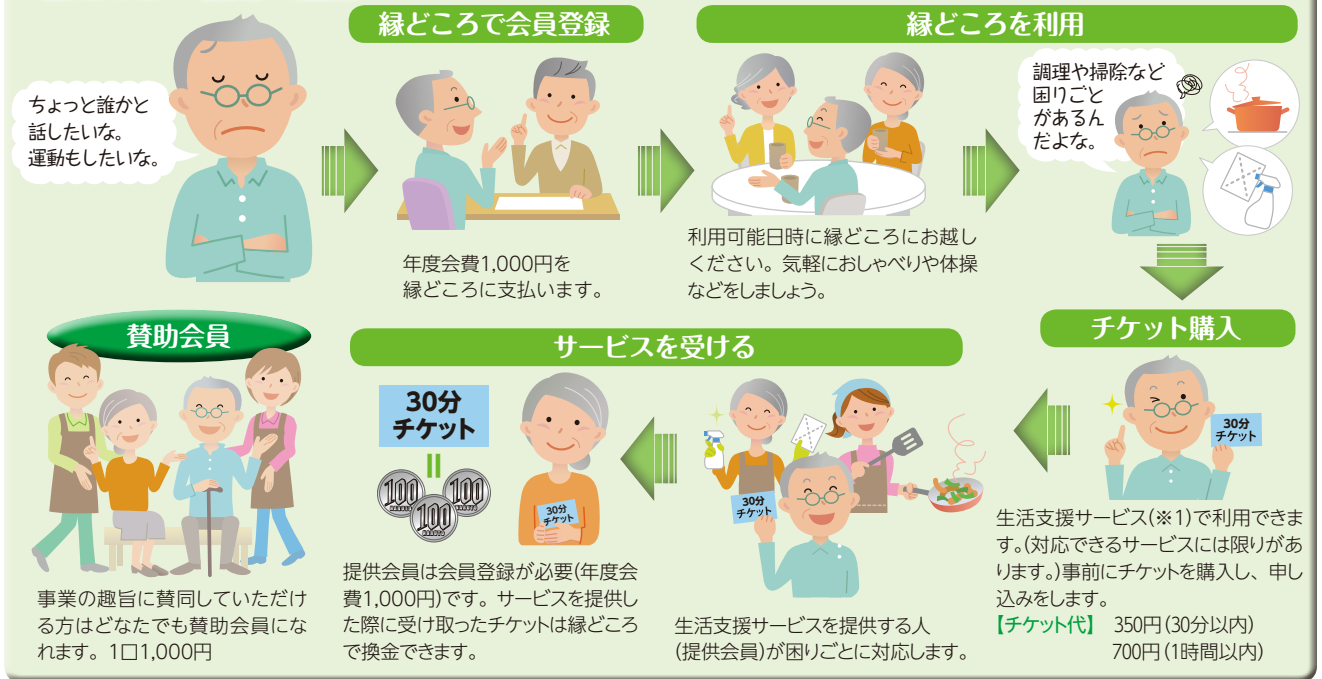 ちょっと誰かと
話したいな。
運動もしたいな。
縁どころで会員登録
年度会費1,000円を
縁どころに支払います。
縁どころを利用
利用可能日時に縁どころにお越し
ください。気軽におしゃべりや体操
などをしましょう。
調理や掃除など
困りごと
があるん
だよな。
チケット購入
30分
チケット
生活支援サービス(※1)で利用できま
す。(対応できるサービスには限りがあ
ります。)事前にチケットを購入し、申し
込みをします。
【チケット代】 350円(30分以内)
700円(1時間以内)
サービスを受ける
30分
チケット
生活支援サービスを提供する人
(提供会員)が困りごとに対応します。
30分
チケット
100
100
100
NARUTO
30分
チケット
提供会員は会員登録が必要(年度会
費1,000円)です。サービスを提供し
た際に受け取ったチケットは縁どころ
で換金できます。
賛助会員
事業の趣旨に賛同していただけ
る方はどなたでも賛助会員にな
れます。1口1,000円